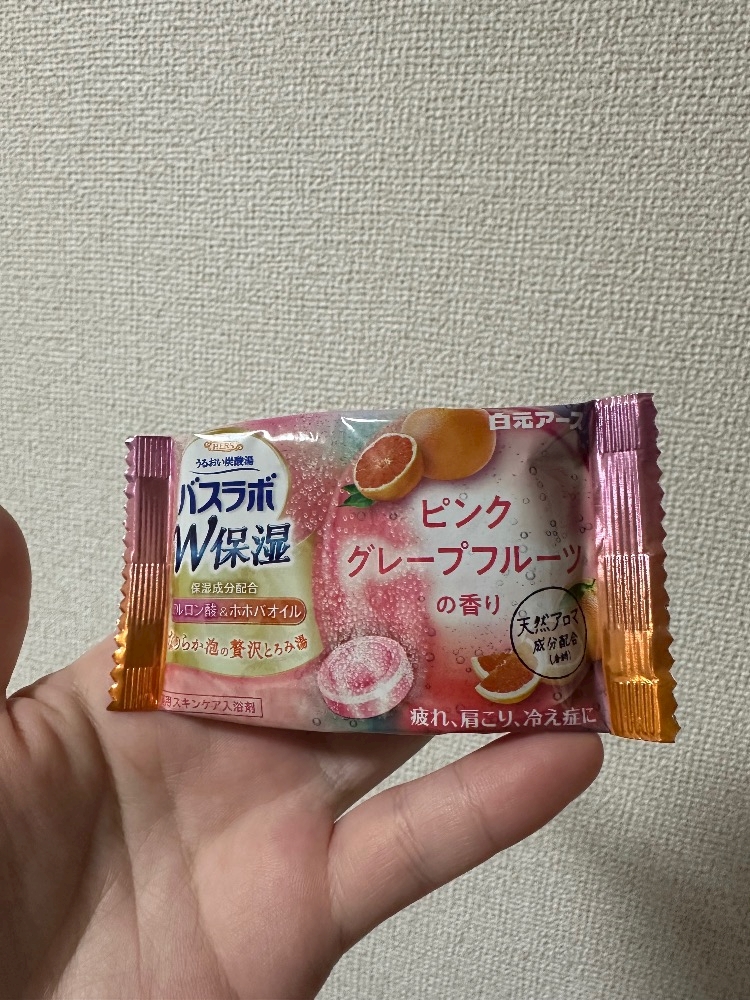 HERS
うるおい炭酸湯
バスラボ
W保湿
保湿成分配合
ルロン酸&ホホバオイル
らか泡の贅沢とろみ湯
スキンケア入浴剤
白元アース
ピンク
グレープフルーツ
の香り
天然アロマ
成分配合
(香料)
疲れ、肩こり、冷え症に